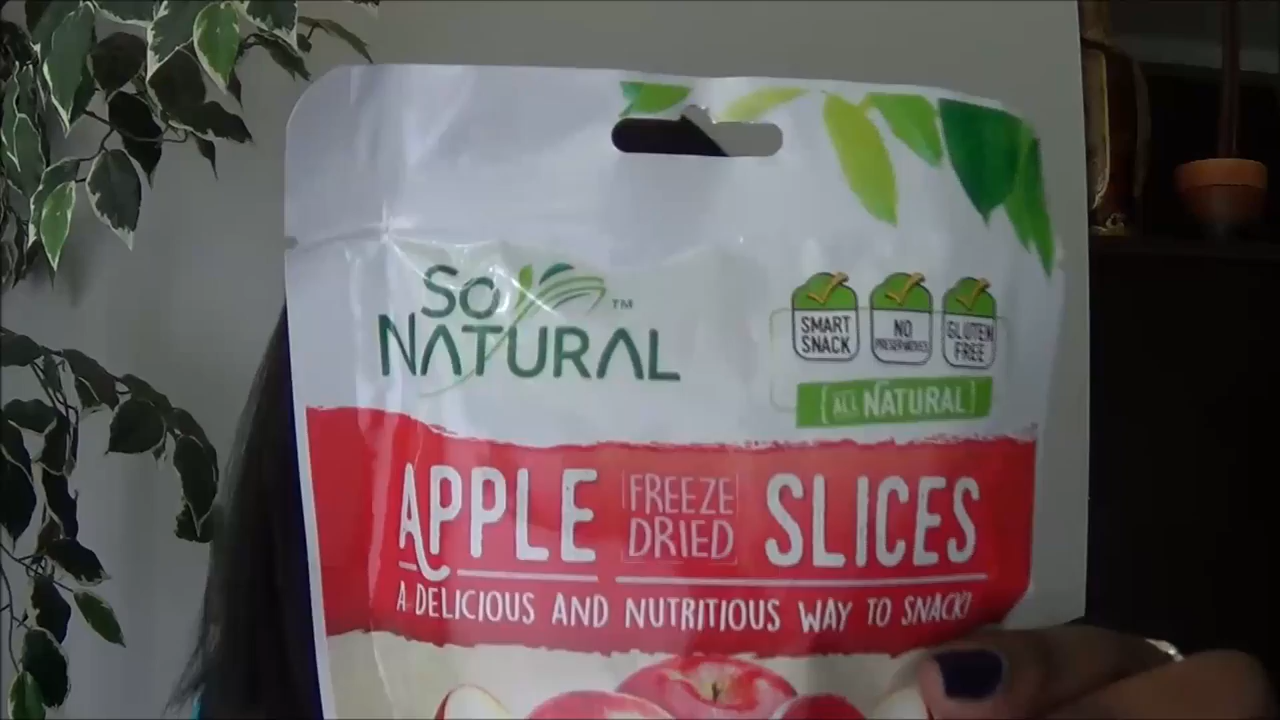 SO
NATURAL™
SMART
SNACK
NO
PRESERVATIVES
GLUTEN
FREE
[ALL NATURAL]
APPLE FREEZE DRIED SLICES
A DELICIOUS AND NUTRITIOUS WAY TO SNACK!